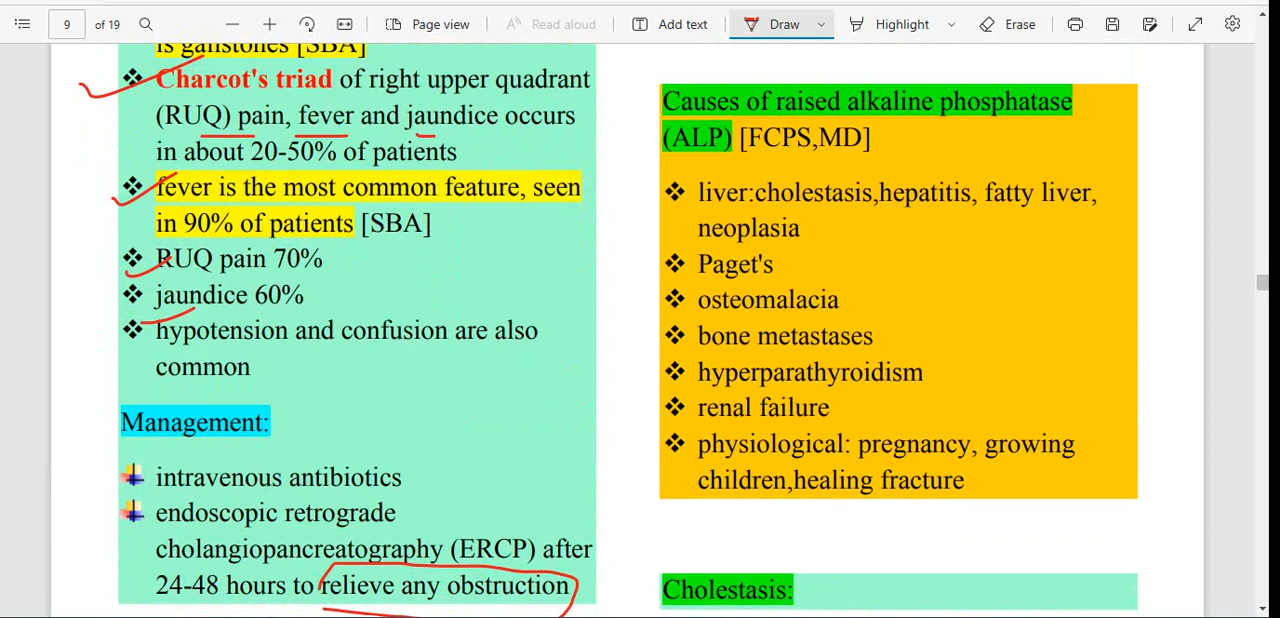 9 of 19
Page view
Read aloud
Add text
Draw
Highlight
Erase
is gallstones [SBA]
Charcot's triad of right upper quadrant
(RUQ) pain, fever and jaundice occurs
in about 20-50% of patients
fever is the most common feature, seen
in 90% of patients [SBA]
RUQ pain 70%
jaundice 60%
hypotension and confusion are also
common
Management:
intravenous antibiotics
endoscopic retrograde
cholangiopancreatography (ERCP) after
24-48 hours to relieve any obstruction
Causes of raised alkaline phosphatase
(ALP) [FCPS,MD]
liver:cholestasis,hepatitis, fatty liver,
neoplasia
Paget's
osteomalacia
bone metastases
hyperparathyroidism
renal failure
physiological: pregnancy, growing
children,healing fracture
Cholestasis: